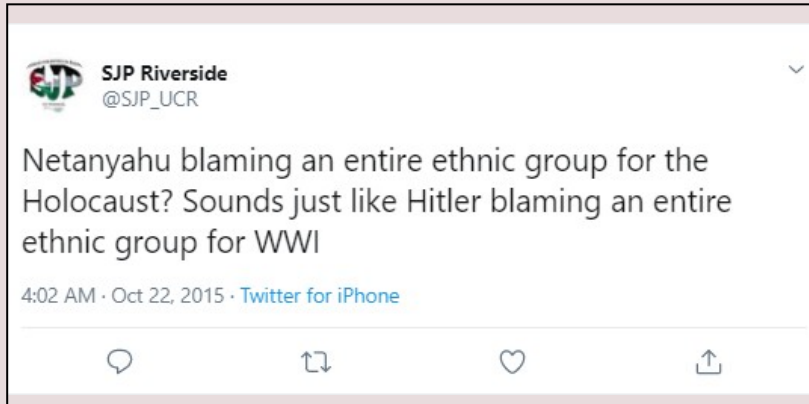 SJP
SJP Riverside
@SJP_UCR
Netanyahu blaming an entire ethnic group for the
Holocaust? Sounds just like Hitler blaming an entire
ethnic group for WWI
4:02 AM · Oct 22, 2015 · Twitter for iPhone